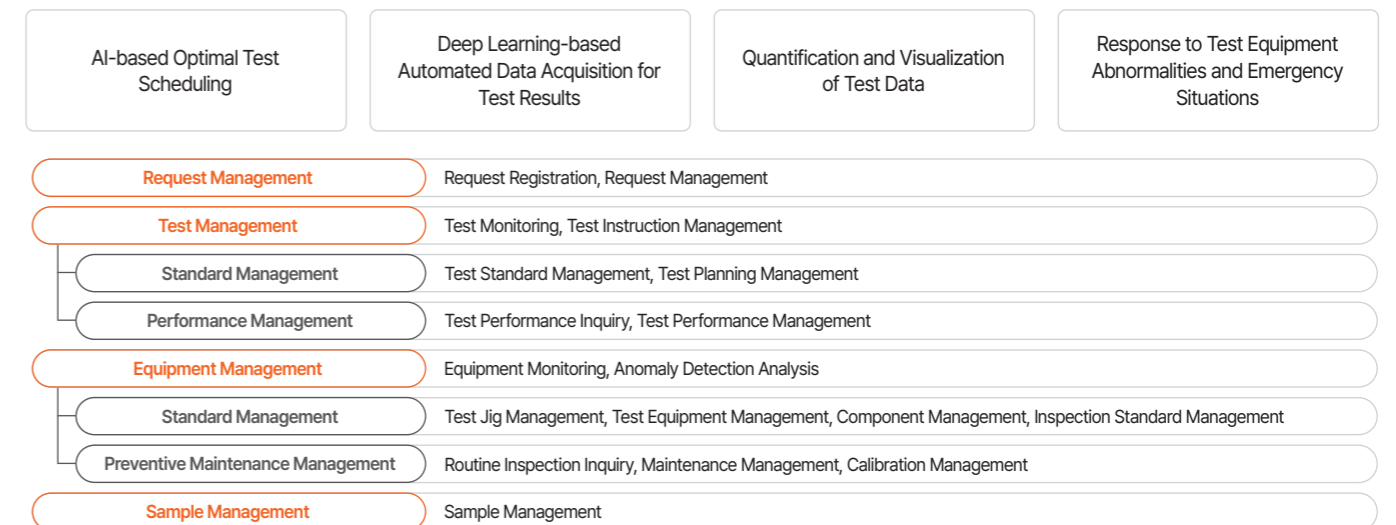 AI-based Optimal Test
Scheduling
Deep Learning-based
Automated Data Acquisition for
Test Results
Quantification and Visualization
of Test Data
Response to Test Equipment
Abnormalities and Emergency
Situations
Request Management
Request Registration, Request Management
Test Management
Test Monitoring, Test Instruction Management
Standard Management
Test Standard Management, Test Planning Management
Performance Management
Test Performance Inquiry, Test Performance Management
Equipment Management
Equipment Monitoring, Anomaly Detection Analysis
Standard Management
Test Jig Management, Test Equipment Management, Component Management, Inspection Standard Management
Preventive Maintenance Management
Routine Inspection Inquiry, Maintenance Management, Calibration Management
Sample Management
Sample Management